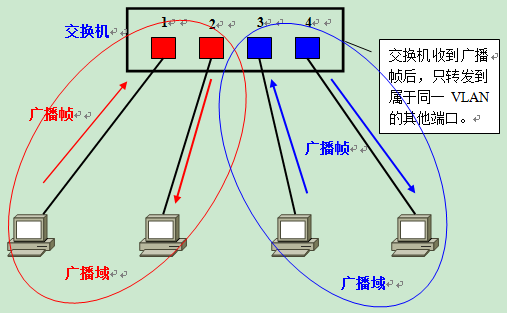 1 2 3 4
交换机
交换机收到广播
帧后，只转发到
属于同一 VLAN
的其他端口。
广播帧
广播帧
广播域
广播域